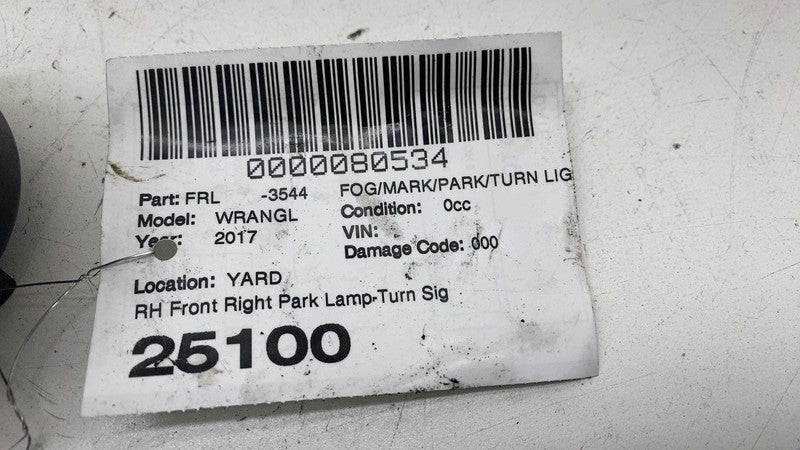 0000080534
Part: FRL -3544 FOG/MARK/PARK/TURN LIG
Model: WRANGL Condition: 0cc
Year: 2017 VIN:
Damage Code: 000
Location: YARD
RH Front Right Park Lamp-Turn Sig
25100